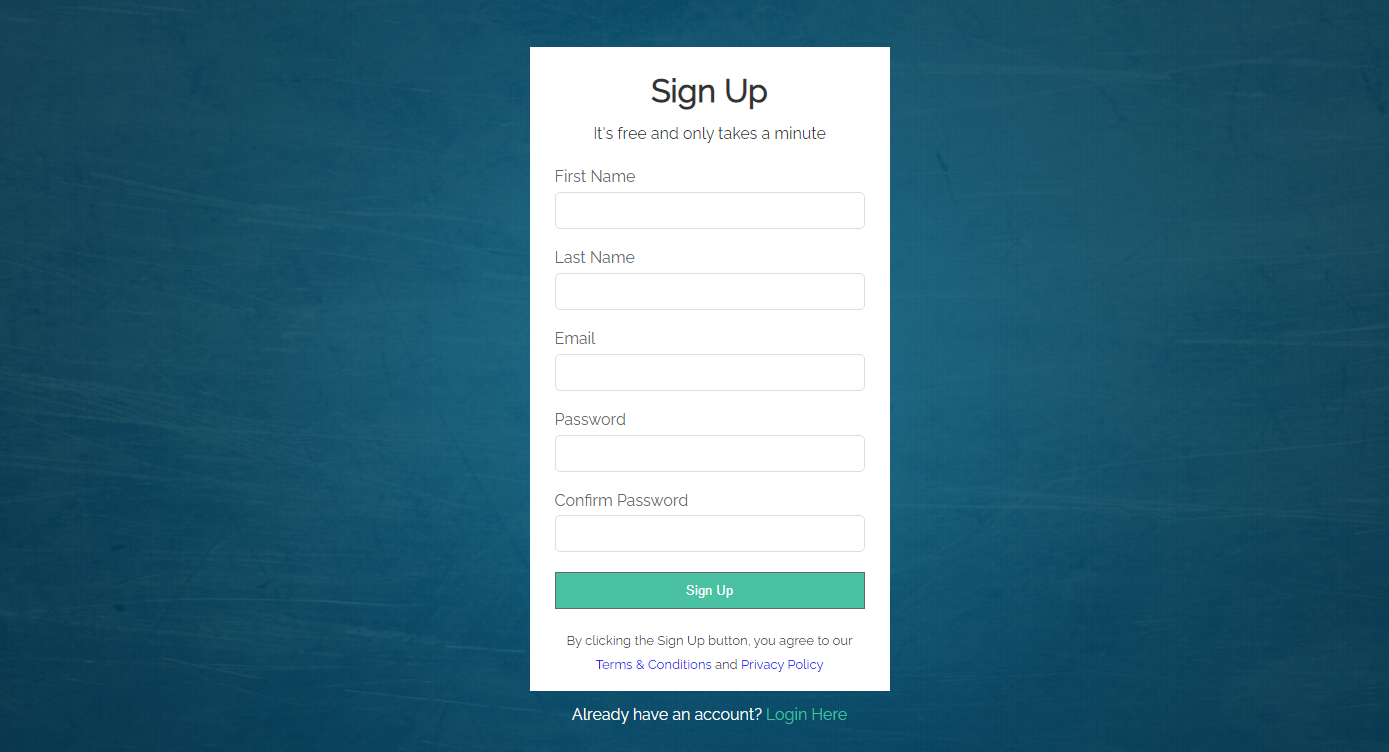 Sign Up
It's free and only takes a minute
First Name
Last Name
Email
Password
Confirm Password
Sign Up
By clicking the Sign Up button, you agree to our
Terms & Conditions and Privacy Policy
Already have an account? Login Here